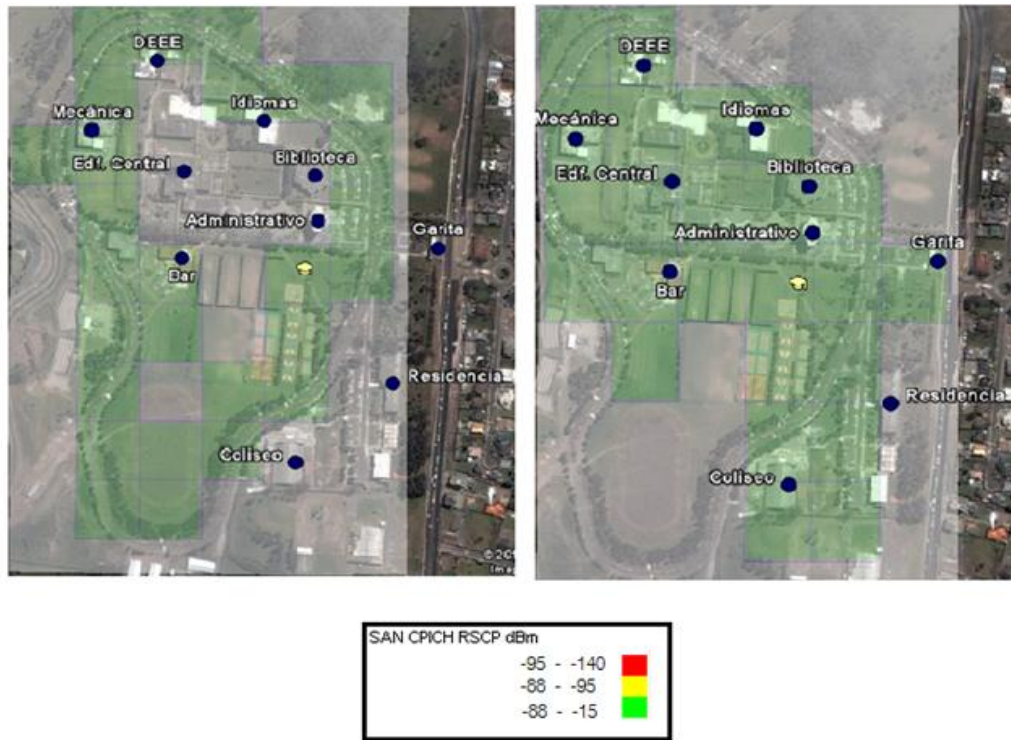 DEEE
Mecánica
Idiomas
Edf. Central
Biblioteca
Administrativo
Garita
Bar
Residencia
Coliseo
DEEE
Mecánica
Idiomas
Edf. Central
Biblioteca
Administrativo
Garita
Bar
Residencia
Coliseo
SAN CPICH RSCP dBm
-95 - -140
-88 - -95
-88 - -15